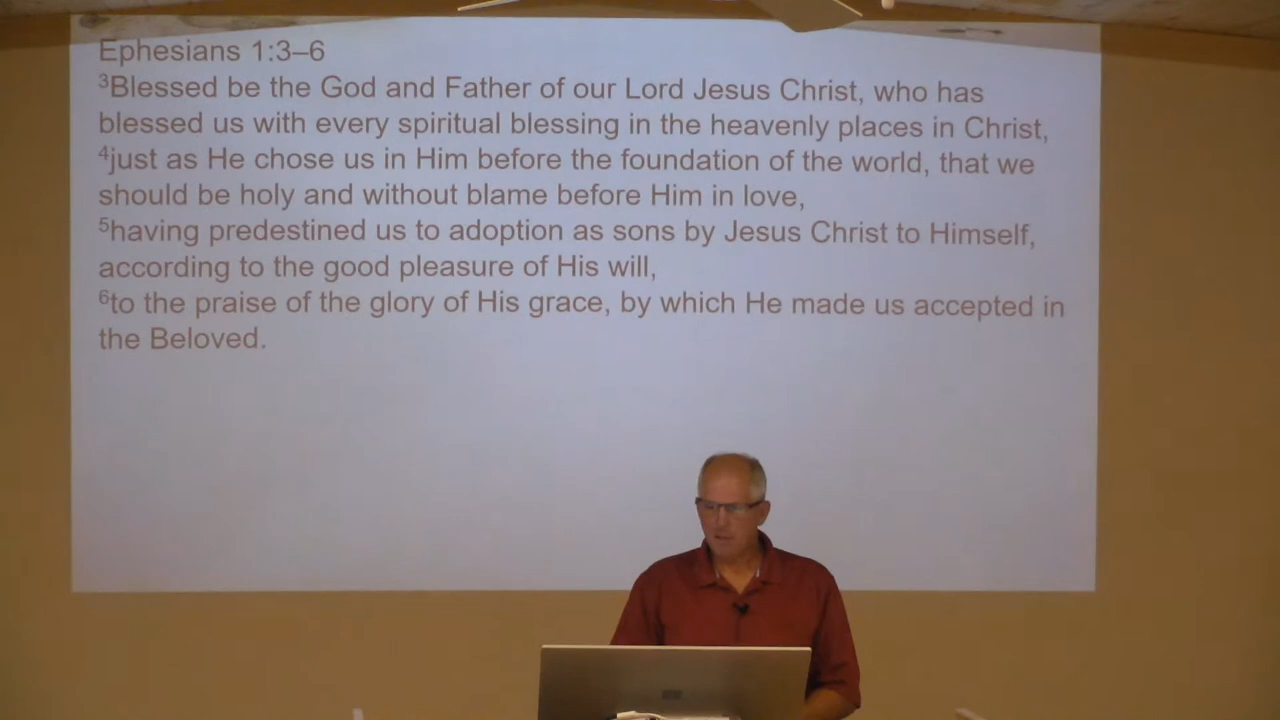 Ephesians 1:3–6
³Blessed be the God and Father of our Lord Jesus Christ, who has
blessed us with every spiritual blessing in the heavenly places in Christ,
⁴just as He chose us in Him before the foundation of the world, that we
should be holy and without blame before Him in love,
⁵having predestined us to adoption as sons by Jesus Christ to Himself,
according to the good pleasure of His will,
⁶to the praise of the glory of His grace, by which He made us accepted in
the Beloved.